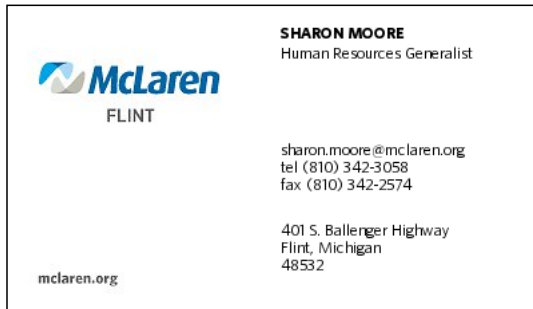 SHARON MOORE
Human Resources Generalist
McLaren
FLINT
sharon.moore@mclaren.org
tel (810) 342-3058
fax (810) 342-2574
401 S. Ballenger Highway
Flint, Michigan
48532
mclaren.org